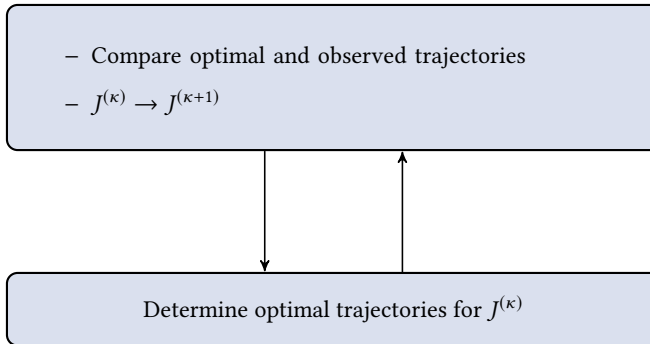 – Compare optimal and observed trajectories
– J^(κ) → J^(κ+1)
Determine optimal trajectories for J^(κ)